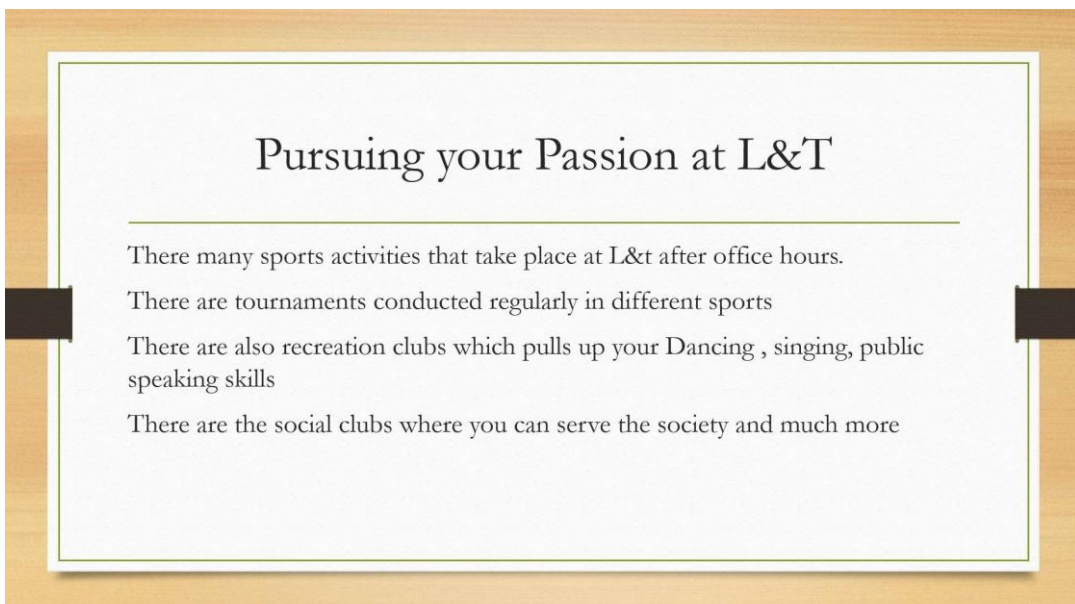 Pursuing your Passion at L&T
There many sports activities that take place at L&t after office hours.
There are tournaments conducted regularly in different sports
There are also recreation clubs which pulls up your Dancing , singing, public
speaking skills
There are the social clubs where you can serve the society and much more